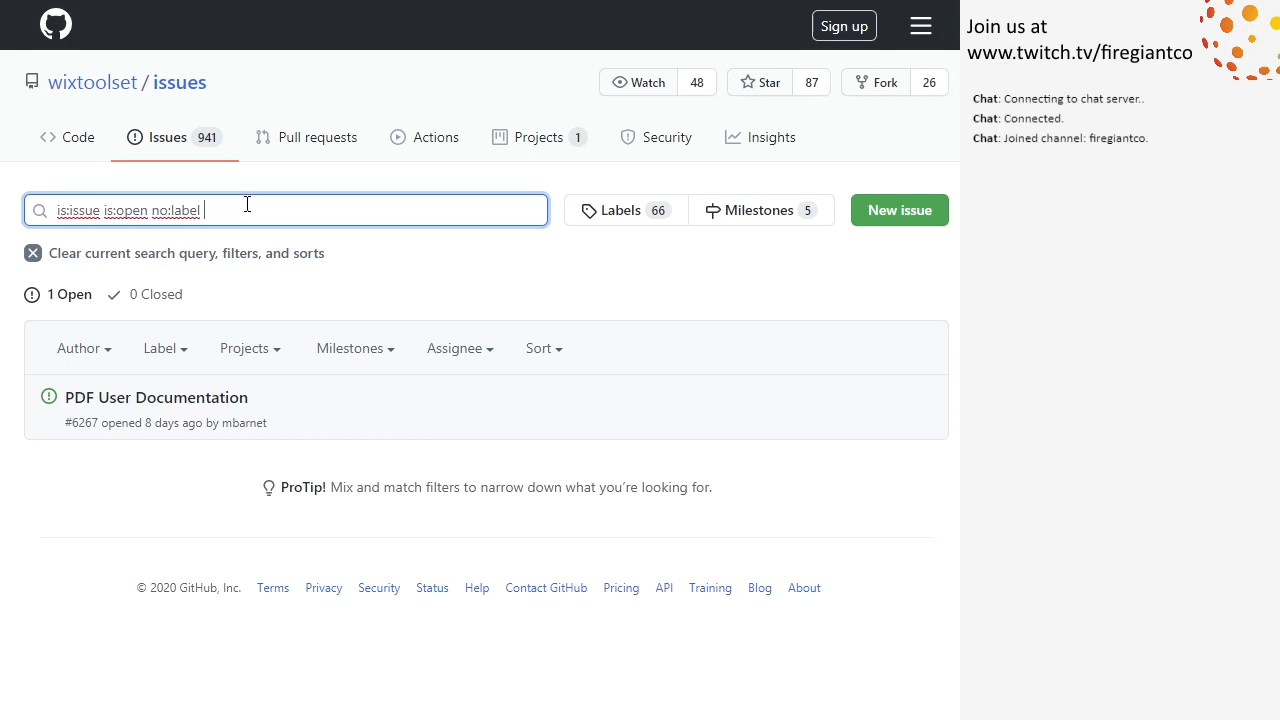 Sign up
wixtoolset / issues
Watch 48
Star 87
Fork 26
Code
Issues 941
Pull requests
Actions
Projects 1
Security
Insights
is:issue is:open no:label
Labels 66
Milestones 5
New issue
Clear current search query, filters, and sorts
1 Open
0 Closed
Author
Label
Projects
Milestones
Assignee
Sort
PDF User Documentation
#6267 opened 8 days ago by mbarnet
ProTip! Mix and match filters to narrow down what you’re looking for.
© 2020 GitHub, Inc. Terms Privacy Security Status Help Contact GitHub Pricing API Training Blog About
Join us at
www.twitch.tv/firegiantco
Chat: Connecting to chat server..
Chat: Connected.
Chat: Joined channel: firegiantco.